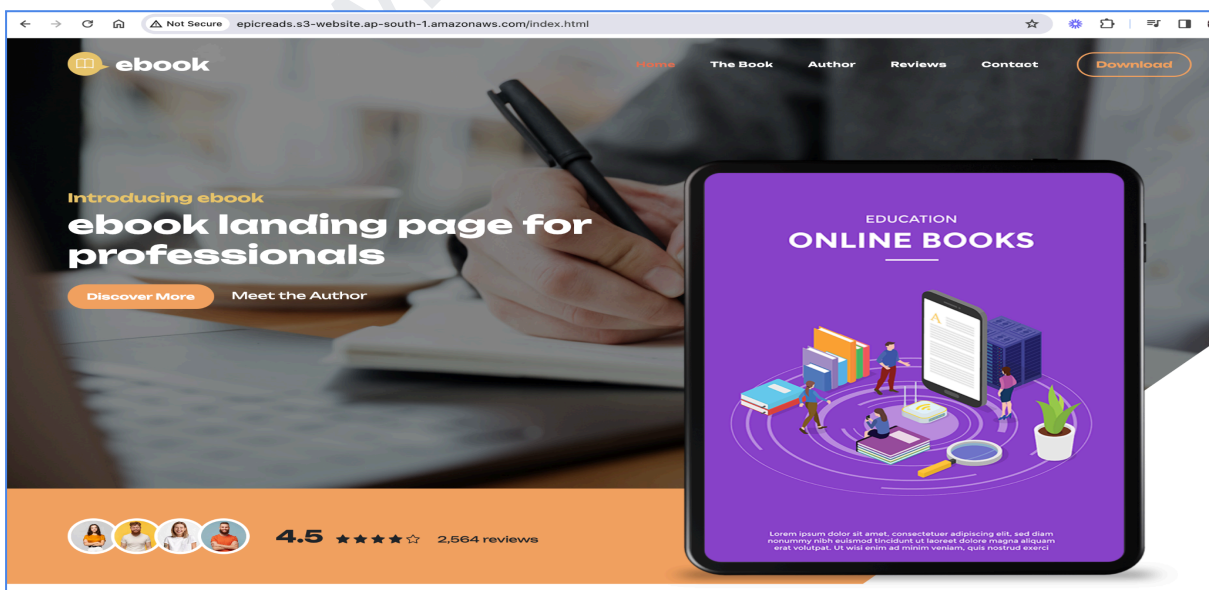 Not Secure epicreads.s3-website.ap-south-1.amazonaws.com/index.html
ebook
Home The Book Author Reviews Contact Download
Introducing ebook
ebook landing page for
professionals
Discover More Meet the Author
EDUCATION
ONLINE BOOKS
A
4.5 2,564 reviews
Lorem ipsum dolor sit amet, consectetuer adipiscing elit, sed diam
nonummy nibh euismod tincidunt ut laoreet dolore magna aliquam
erat volutpat. Ut wisi enim ad minim veniam, quis nostrud exerci